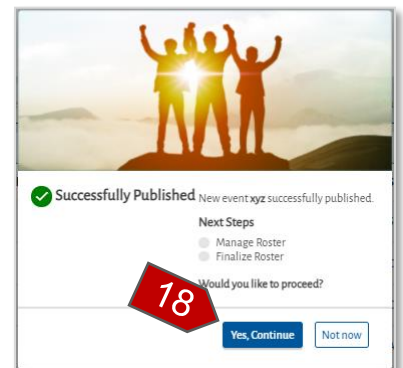 Successfully Published
New event xyz successfully published.
Next Steps
Manage Roster
Finalize Roster
Would you like to proceed?
18
Yes, Continue
Not now